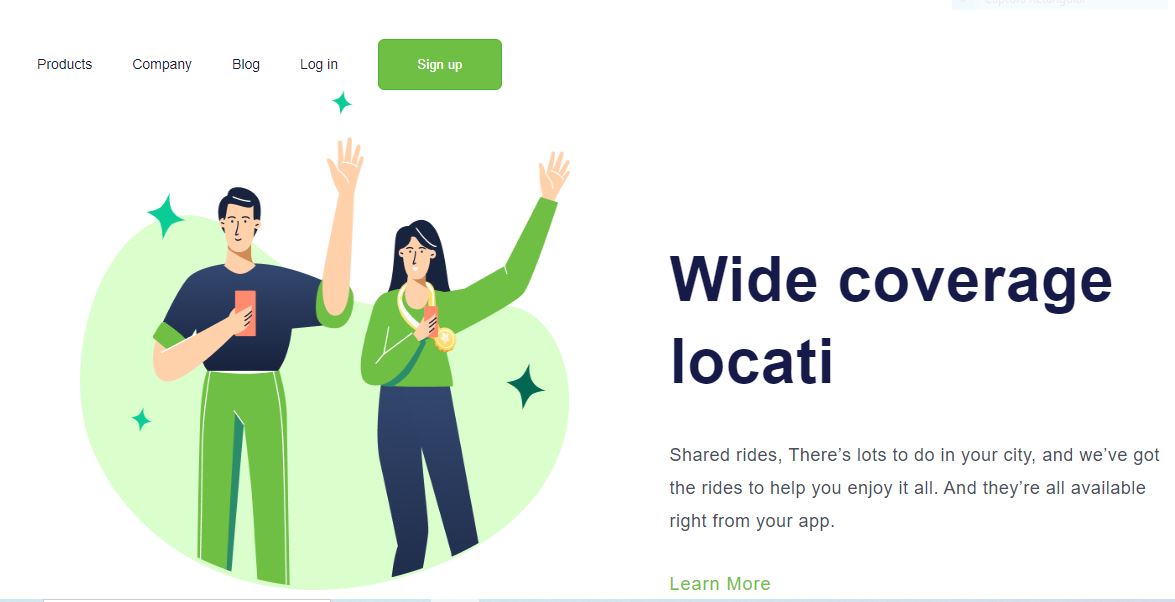 Products Company Blog Log in Sign up
Wide coverage
locati
Shared rides, There’s lots to do in your city, and we’ve got
the rides to help you enjoy it all. And they’re all available
right from your app.
Learn More